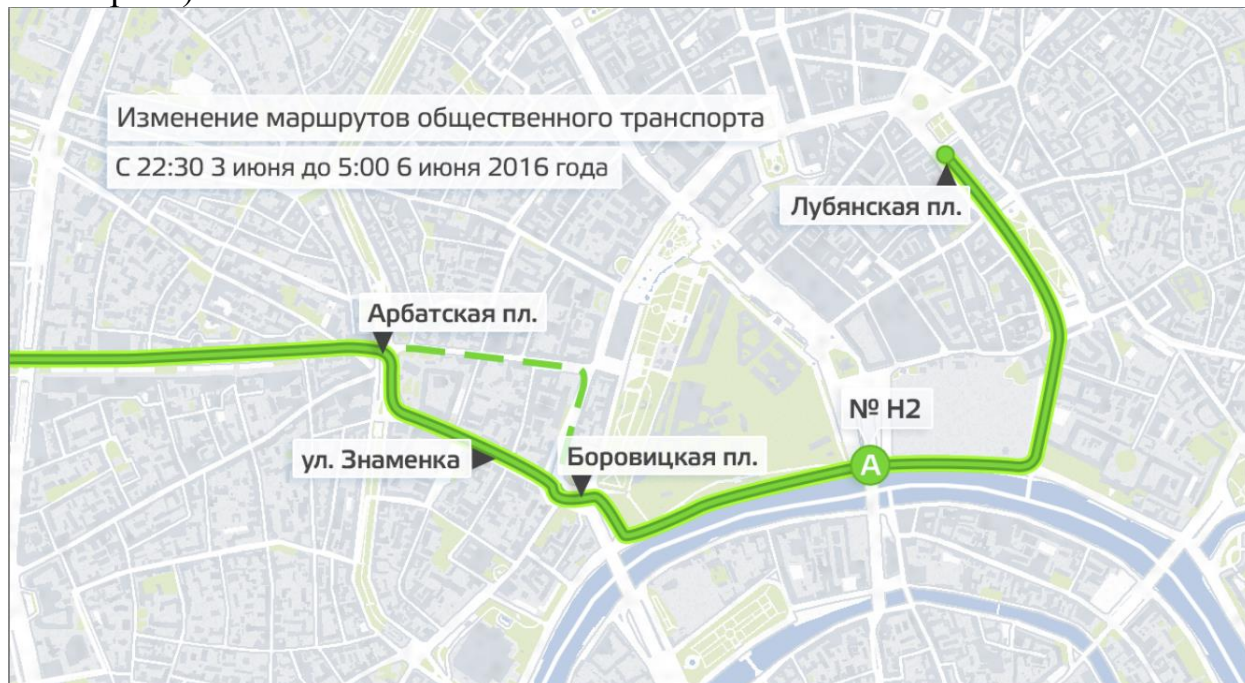 Изменение маршрутов общественного транспорта
С 22:30 3 июня до 5:00 6 июня 2016 года
Лубянская пл.
Арбатская пл.
№ Н2
ул. Знаменка
Боровицкая пл.
А